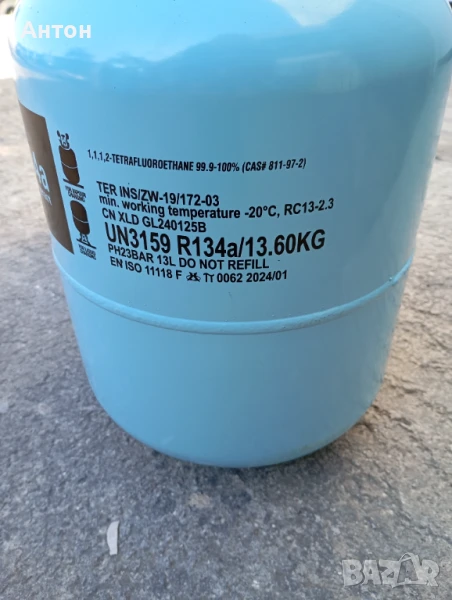 Антон
1,1,1,2-TETRAFLUOROETHANE 99.9-100% (CAS# 811-97-2)
TER INS/ZW-19/172-03
min. working temperature -20°C, RC13-2.3
CN XLD GL240125B
UN3159 R134a/13.60KG
PH23BAR 13L DO NOT REFILL
EN ISO 11118 F π 0062 2024/01
BAZAR